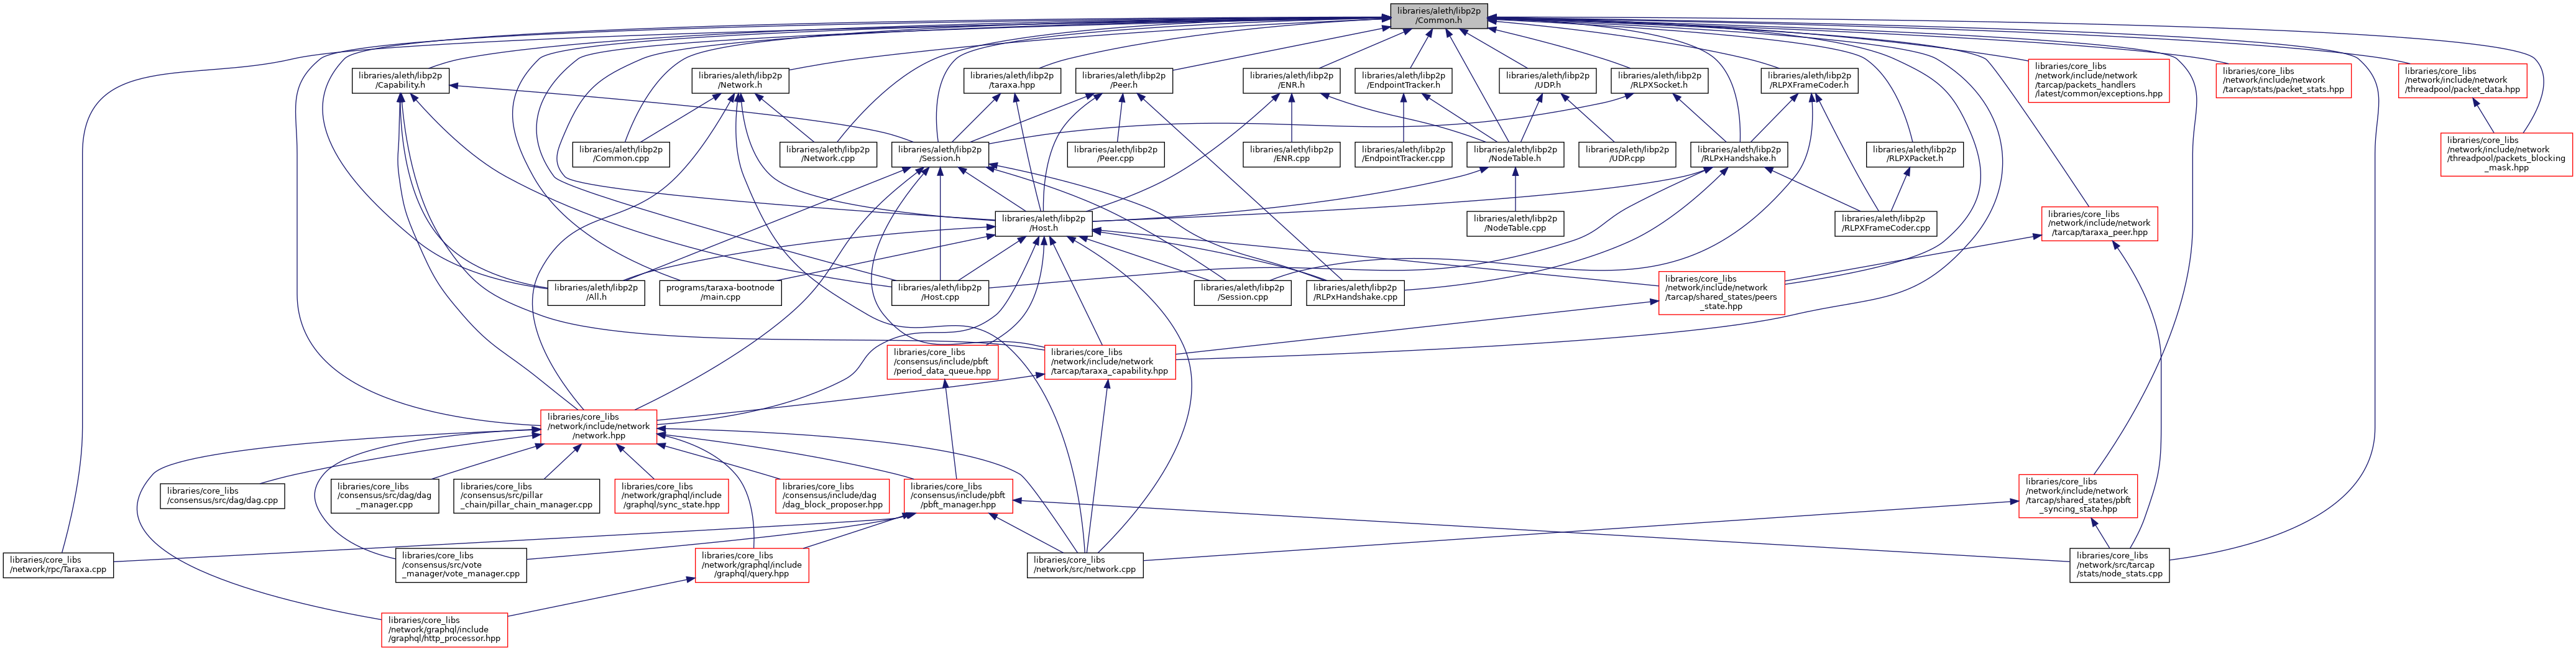 libraries/aleth/libp2p
/Common.h
libraries/aleth/libp2p
/Capability.h
libraries/aleth/libp2p
/Network.h
libraries/aleth/libp2p
/taraxa.hpp
libraries/aleth/libp2p
/Peer.h
libraries/aleth/libp2p
/ENR.h
libraries/aleth/libp2p
/EndpointTracker.h
libraries/aleth/libp2p
/UDP.h
libraries/aleth/libp2p
/RLPXSocket.h
libraries/aleth/libp2p
/RLPXFrameCoder.h
libraries/core_libs
/network/include/network
/tarcap/packets_handlers
/latest/common/exceptions.hpp
libraries/core_libs
/network/include/network
/tarcap/stats/packet_stats.hpp
libraries/core_libs
/network/include/network
/threadpool/packet_data.hpp
libraries/aleth/libp2p
/Common.cpp
libraries/aleth/libp2p
/Network.cpp
libraries/aleth/libp2p
/Session.h
libraries/aleth/libp2p
/Peer.cpp
libraries/aleth/libp2p
/ENR.cpp
libraries/aleth/libp2p
/EndpointTracker.cpp
libraries/aleth/libp2p
/NodeTable.h
libraries/aleth/libp2p
/UDP.cpp
libraries/aleth/libp2p
/RLPxHandshake.h
libraries/aleth/libp2p
/RLPXPacket.h
libraries/core_libs
/network/include/network
/threadpool/packets_blocking
_mask.hpp
libraries/aleth/libp2p
/Host.h
libraries/aleth/libp2p
/NodeTable.cpp
libraries/aleth/libp2p
/RLPXFrameCoder.cpp
libraries/core_libs
/network/include/network
/tarcap/taraxa_peer.hpp
libraries/aleth/libp2p
/All.h
programs/taraxa-bootnode
/main.cpp
libraries/aleth/libp2p
/Host.cpp
libraries/aleth/libp2p
/Session.cpp
libraries/aleth/libp2p
/RLPxHandshake.cpp
libraries/core_libs
/network/include/network
/tarcap/shared_states/peers
_state.hpp
libraries/core_libs
/consensus/include/pbft
/period_data_queue.hpp
libraries/core_libs
/network/include/network
/tarcap/taraxa_capability.hpp
libraries/core_libs
/network/include/network
/network.hpp
libraries/core_libs
/consensus/src/dag/dag.cpp
libraries/core_libs
/consensus/src/dag/dag
_manager.cpp
libraries/core_libs
/consensus/src/pillar
_chain/pillar_chain_manager.cpp
libraries/core_libs
/network/graphql/include
/graphql/sync_state.hpp
libraries/core_libs
/consensus/include/dag
/dag_block_proposer.hpp
libraries/core_libs
/consensus/include/pbft
/pbft_manager.hpp
libraries/core_libs
/network/include/network
/tarcap/shared_states/pbft
_syncing_state.hpp
libraries/core_libs
/network/rpc/Taraxa.cpp
libraries/core_libs
/consensus/src/vote
_manager/vote_manager.cpp
libraries/core_libs
/network/graphql/include
/graphql/query.hpp
libraries/core_libs
/network/src/network.cpp
libraries/core_libs
/network/src/tarcap
/stats/node_stats.cpp
libraries/core_libs
/network/graphql/include
/graphql/http_processor.hpp